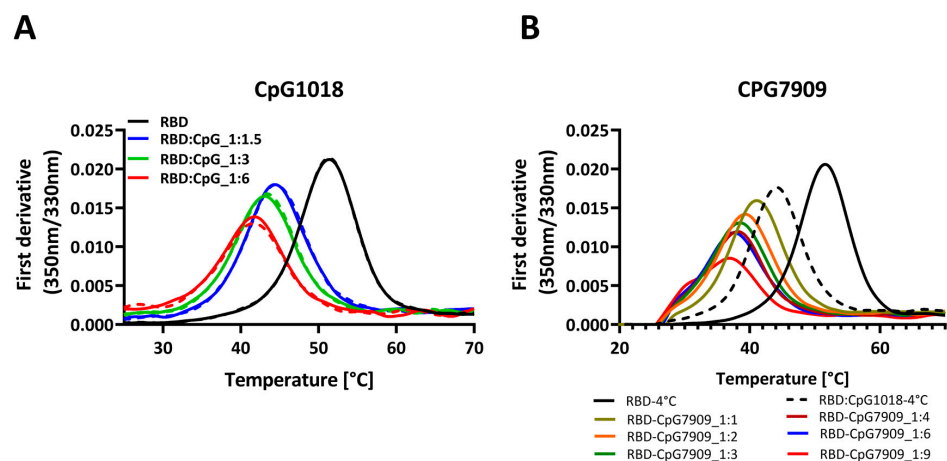 A
B
CpG1018
CPG7909
First derivative
(350nm/330nm)
0.025
0.020
0.015
0.010
0.005
0.000
RBD
RBD:CpG_1:1.5
RBD:CpG_1:3
RBD:CpG_1:6
30 40 50 60 70
Temperature [°C]
First derivative
(350nm/330nm)
0.025
0.020
0.015
0.010
0.005
0.000
20 40 60
Temperature [°C]
RBD-4°C
RBD-CpG7909_1:1
RBD-CpG7909_1:2
RBD-CpG7909_1:3
RBD:CpG1018-4°C
RBD-CpG7909_1:4
RBD-CpG7909_1:6
RBD-CpG7909_1:9